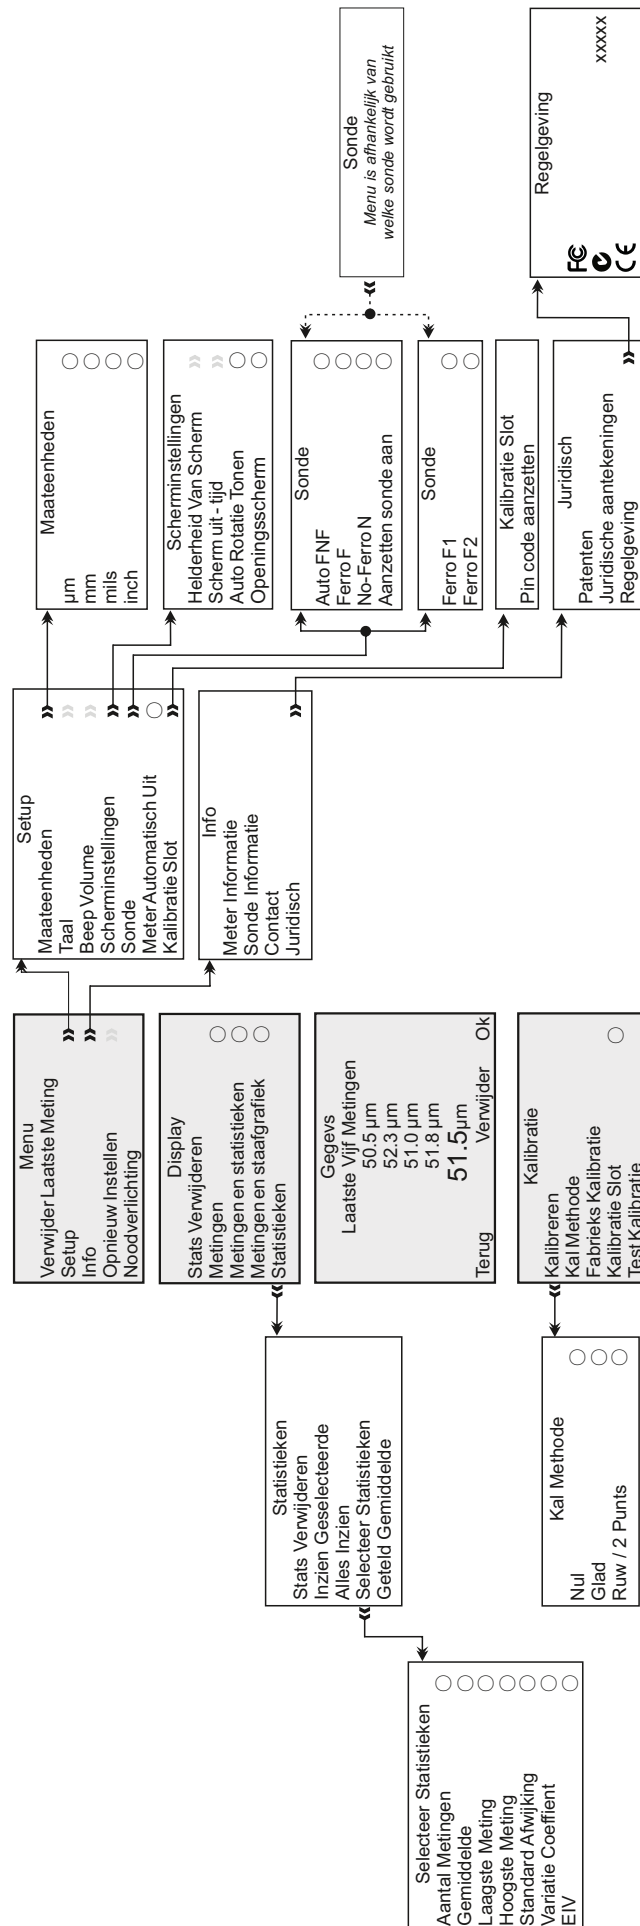 Menu
Verwijder Laatste Meting
Setup
Info
Opnieuw Instellen
Noodverlichting
Setup
Maateenheden
Taal
Beep Volume
Scherminstellingen
Sonde
Meter Automatisch Uit
Kalibratie Slot
Maateenheden
µm
mm
mils
inch
Scherminstellingen
Helderheid Van Scherm
Scherm uit - tijd
Auto Rotatie Tonen
Openingsscherm
Sonde
Auto FNF
Ferro F
No-Ferro N
Aanzetten sonde aan
Sonde
Ferro F1
Ferro F2
Sonde
Menu is afhankelijk van
welke sonde wordt gebruikt
Kalibratie Slot
Pin code aanzetten
Info
Meter Informatie
Sonde Informatie
Contact
Juridisch
Juridisch
Patenten
Juridische aantekeningen
Regelgeving
Regelgeving
FC
CE
xxxxx
Display
Stats Verwijderen
Metingen
Metingen en statistieken
Metingen en staafgrafiek
Statistieken
Statistieken
Stats Verwijderen
Inzien Geselecteerde
Alles Inzien
Selecteer Statistieken
Geteld Gemiddelde
Selecteer Statistieken
Aantal Metingen
Gemiddelde
Laagste Meting
Hoogste Meting
Standard Afwijking
Variatie Coeffient
EIV
Gegevs
Laatste Vijf Metingen
50.5 µm
52.3 µm
51.0 µm
51.8 µm
51.5µm
Terug Verwijder Ok
Kalibratie
Kalibreren
Kal Methode
Fabrieks Kalibratie
Kalibratie Slot
Test Kalibratie
Kal Methode
Nul
Glad
Ruw / 2 Punts